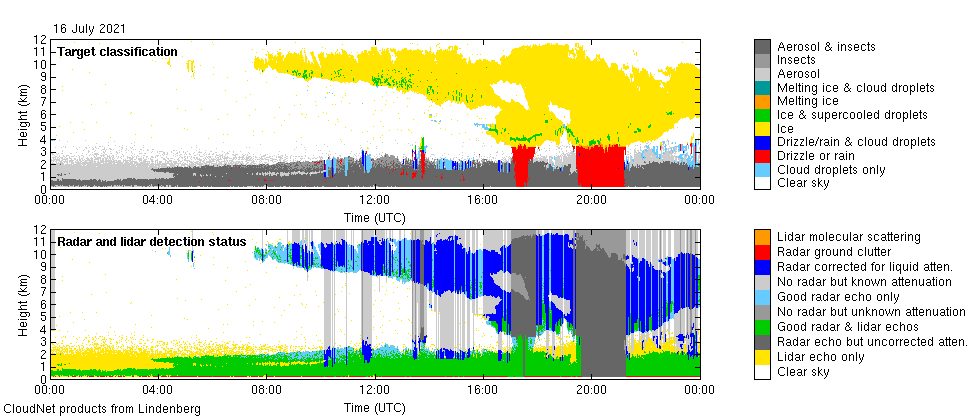 16 July 2021
Target classification
Height (km)
12
11
10
9
8
7
6
5
4
3
2
1
0
00:00 04:00 08:00 12:00 16:00 20:00 00:00
Time (UTC)
Aerosol & insects
Insects
Aerosol
Melting ice & cloud droplets
Melting ice
Ice & supercooled droplets
Ice
Drizzle/rain & cloud droplets
Drizzle or rain
Cloud droplets only
Clear sky
Radar and lidar detection status
Height (km)
12
11
10
9
8
7
6
5
4
3
2
1
0
00:00 04:00 08:00 12:00 16:00 20:00 00:00
Time (UTC)
Lidar molecular scattering
Radar ground clutter
Radar corrected for liquid atten.
No radar but known attenuation
Good radar echo only
No radar but unknown attenuation
Good radar & lidar echos
Radar echo but uncorrected atten.
Lidar echo only
Clear sky
CloudNet products from Lindenberg